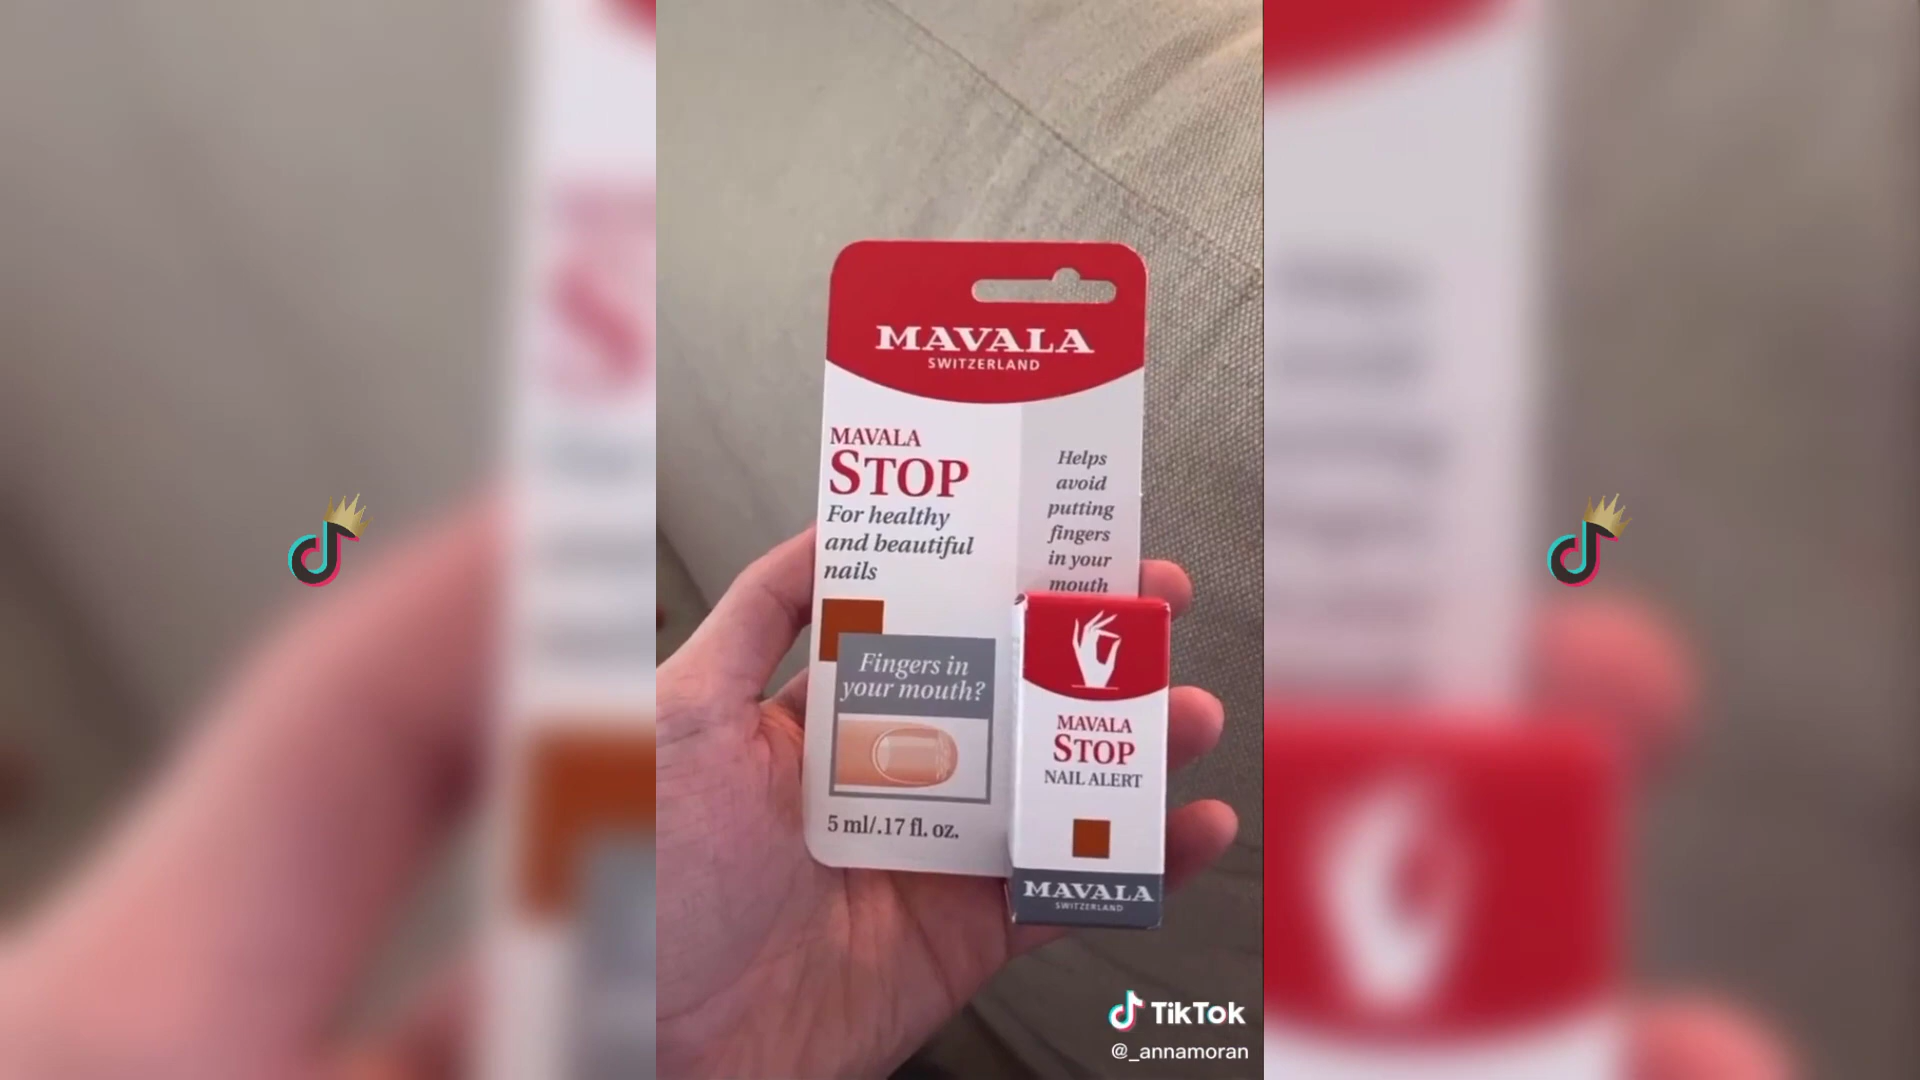 MAVALA
SWITZERLAND
MAVALA
STOP
For healthy
and beautiful
nails
Helps
avoid
putting
fingers
in your
mouth
Fingers in
your mouth?
5 ml/.17 fl. oz.
MAVALA
STOP
NAIL ALERT
MAVALA
SWITZERLAND
TikTok
@_annamoran